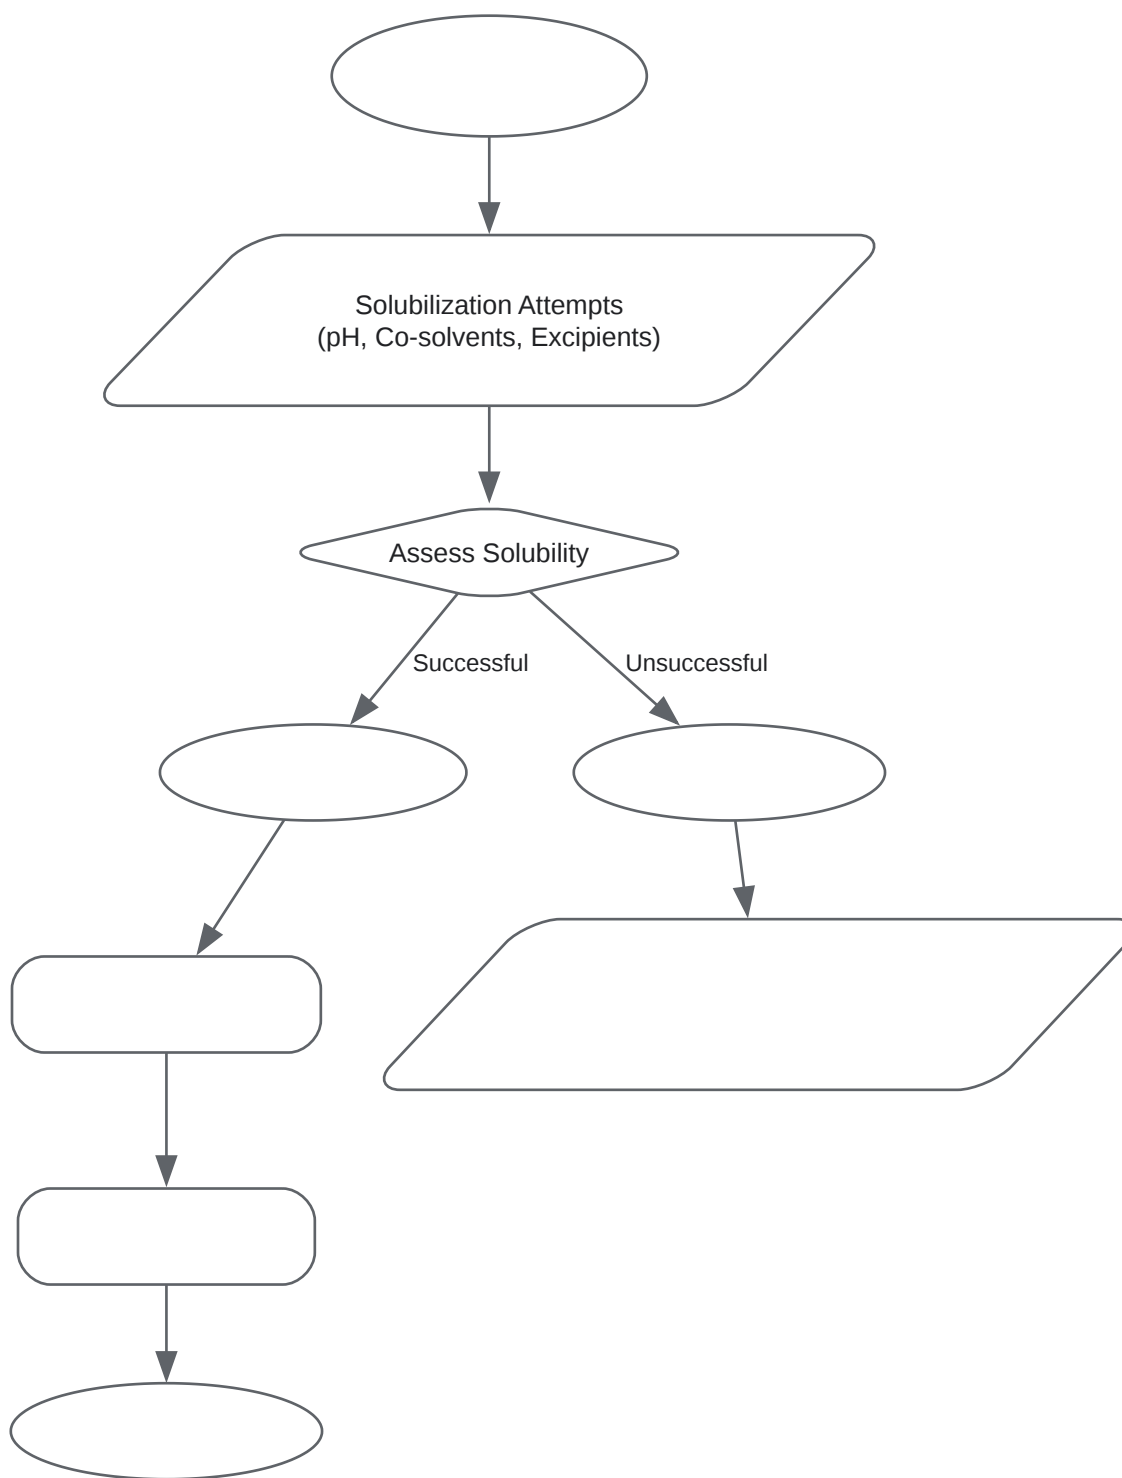 Solubilization Attempts
(pH, Co-solvents, Excipients)
Assess Solubility
Successful
Unsuccessful